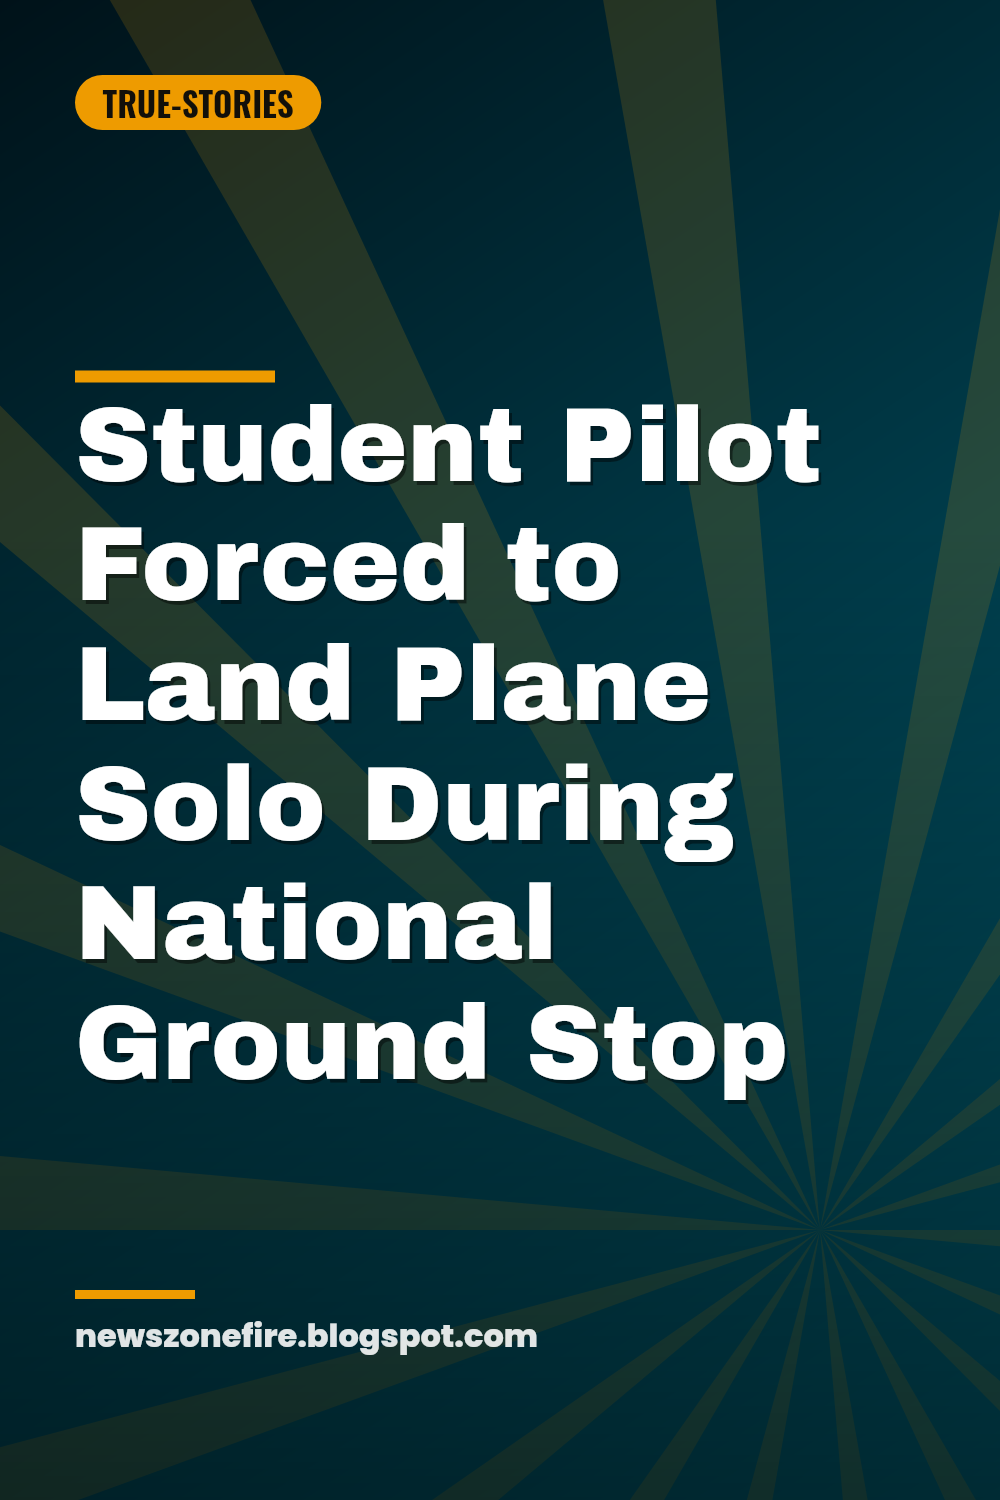 TRUE-STORIES
Student Pilot
Forced to
Land Plane
Solo During
National
Ground Stop
newszonefire.blogspot.com